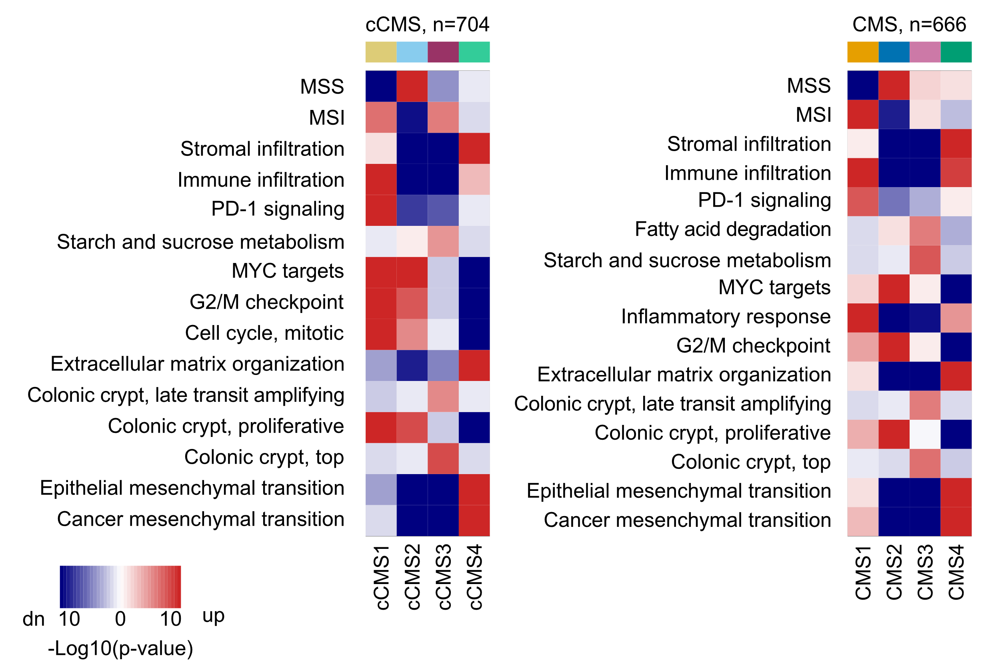 cCMS, n=704
MSS
MSI
Stromal infiltration
Immune infiltration
PD-1 signaling
Starch and sucrose metabolism
MYC targets
G2/M checkpoint
Cell cycle, mitotic
Extracellular matrix organization
Colonic crypt, late transit amplifying
Colonic crypt, proliferative
Colonic crypt, top
Epithelial mesenchymal transition
Cancer mesenchymal transition
cCMS1
cCMS2
cCMS3
cCMS4
dn 10 0 10 up
-Log10(p-value)
CMS, n=666
MSS
MSI
Stromal infiltration
Immune infiltration
PD-1 signaling
Fatty acid degradation
Starch and sucrose metabolism
MYC targets
Inflammatory response
G2/M checkpoint
Extracellular matrix organization
Colonic crypt, late transit amplifying
Colonic crypt, proliferative
Colonic crypt, top
Epithelial mesenchymal transition
Cancer mesenchymal transition
CMS1
CMS2
CMS3
CMS4